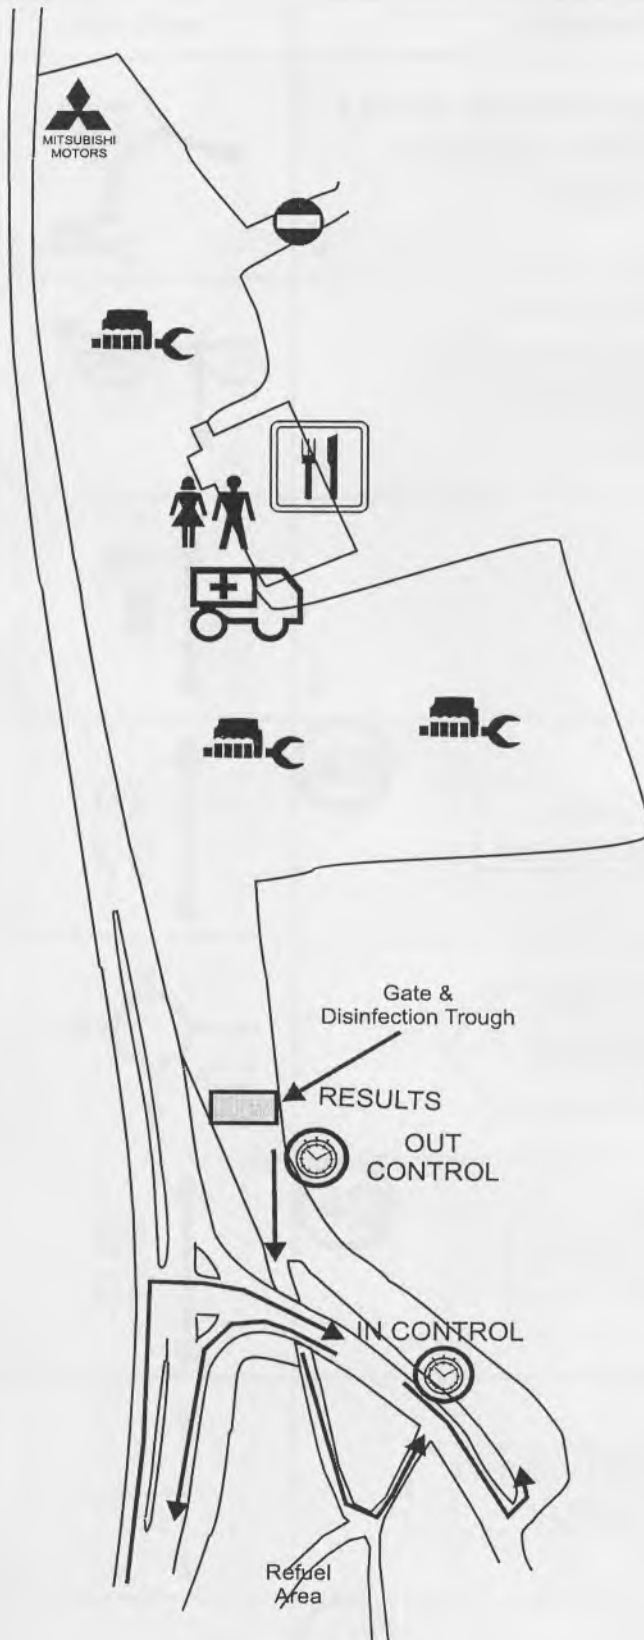 MITSUBISHI
MOTORS
Gate &
Disinfection Trough
RESULTS
OUT
CONTROL
IN CONTROL
Refuel
Area